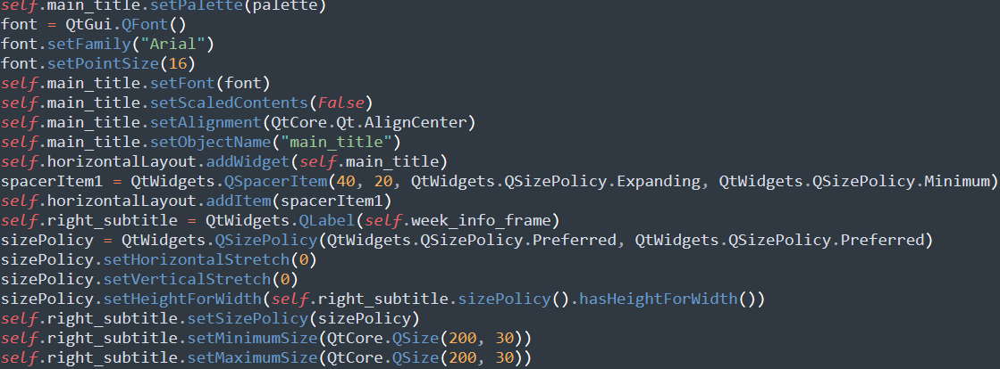 self.main_title.setPalette(palette)
font = QtGui.QFont()
font.setFamily("Arial")
font.setPointSize(16)
self.main_title.setFont(font)
self.main_title.setScaledContents(False)
self.main_title.setAlignment(QtCore.Qt.AlignCenter)
self.main_title.setObjectName("main_title")
self.horizontalLayout.addWidget(self.main_title)
spacerItem1 = QtWidgets.QSpacerItem(40, 20, QtWidgets.QSizePolicy.Expanding, QtWidgets.QSizePolicy.Minimum)
self.horizontalLayout.addItem(spacerItem1)
self.right_subtitle = QtWidgets.QLabel(self.week_info_frame)
sizePolicy = QtWidgets.QSizePolicy(QtWidgets.QSizePolicy.Preferred, QtWidgets.QSizePolicy.Preferred)
sizePolicy.setHorizontalStretch(0)
sizePolicy.setVerticalStretch(0)
sizePolicy.setHeightForWidth(self.right_subtitle.sizePolicy().hasHeightForWidth())
self.right_subtitle.setSizePolicy(sizePolicy)
self.right_subtitle.setMinimumSize(QtCore.QSize(200, 30))
self.right_subtitle.setMaximumSize(QtCore.QSize(200, 30))